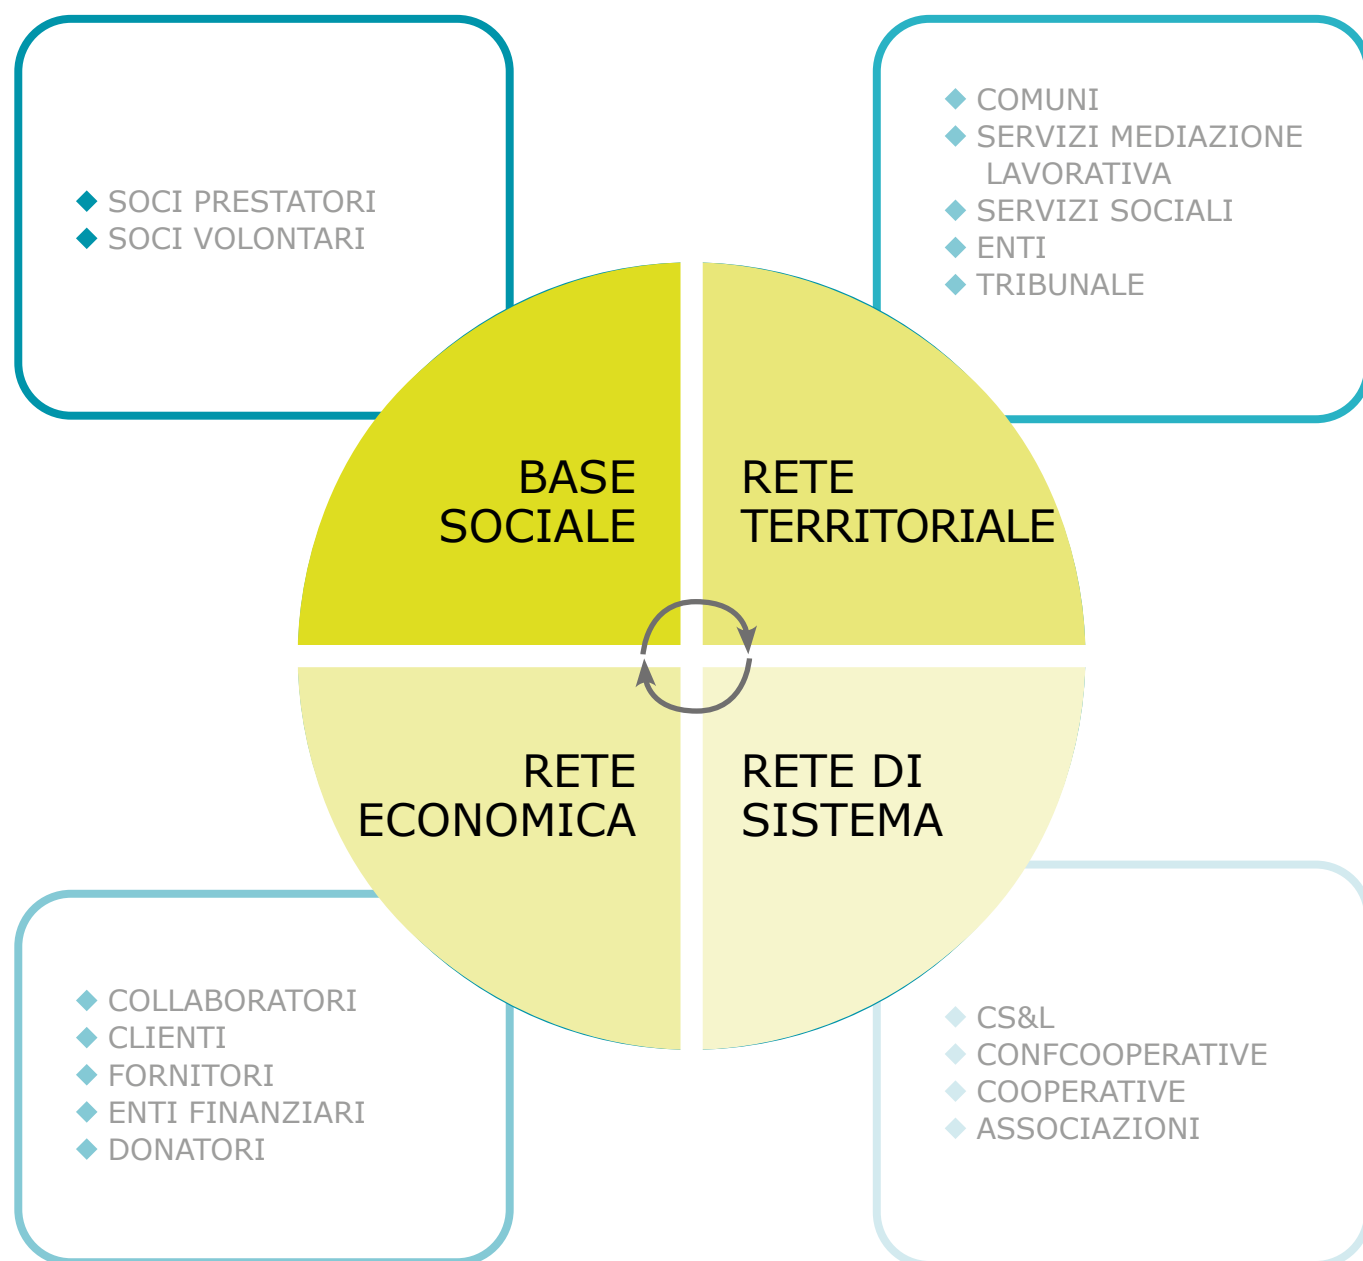 SOCI PRESTATORI
SOCI VOLONTARI
COMUNI
SERVIZI MEDIAZIONE
LAVORATIVA
SERVIZI SOCIALI
ENTI
TRIBUNALE
BASE
SOCIALE
RETE
TERRITORIALE
RETE
ECONOMICA
RETE DI
SISTEMA
COLLABORATORI
CLIENTI
FORNITORI
ENTI FINANZIARI
DONATORI
CS&L
CONFCOOPERATIVE
COOPERATIVE
ASSOCIAZIONI